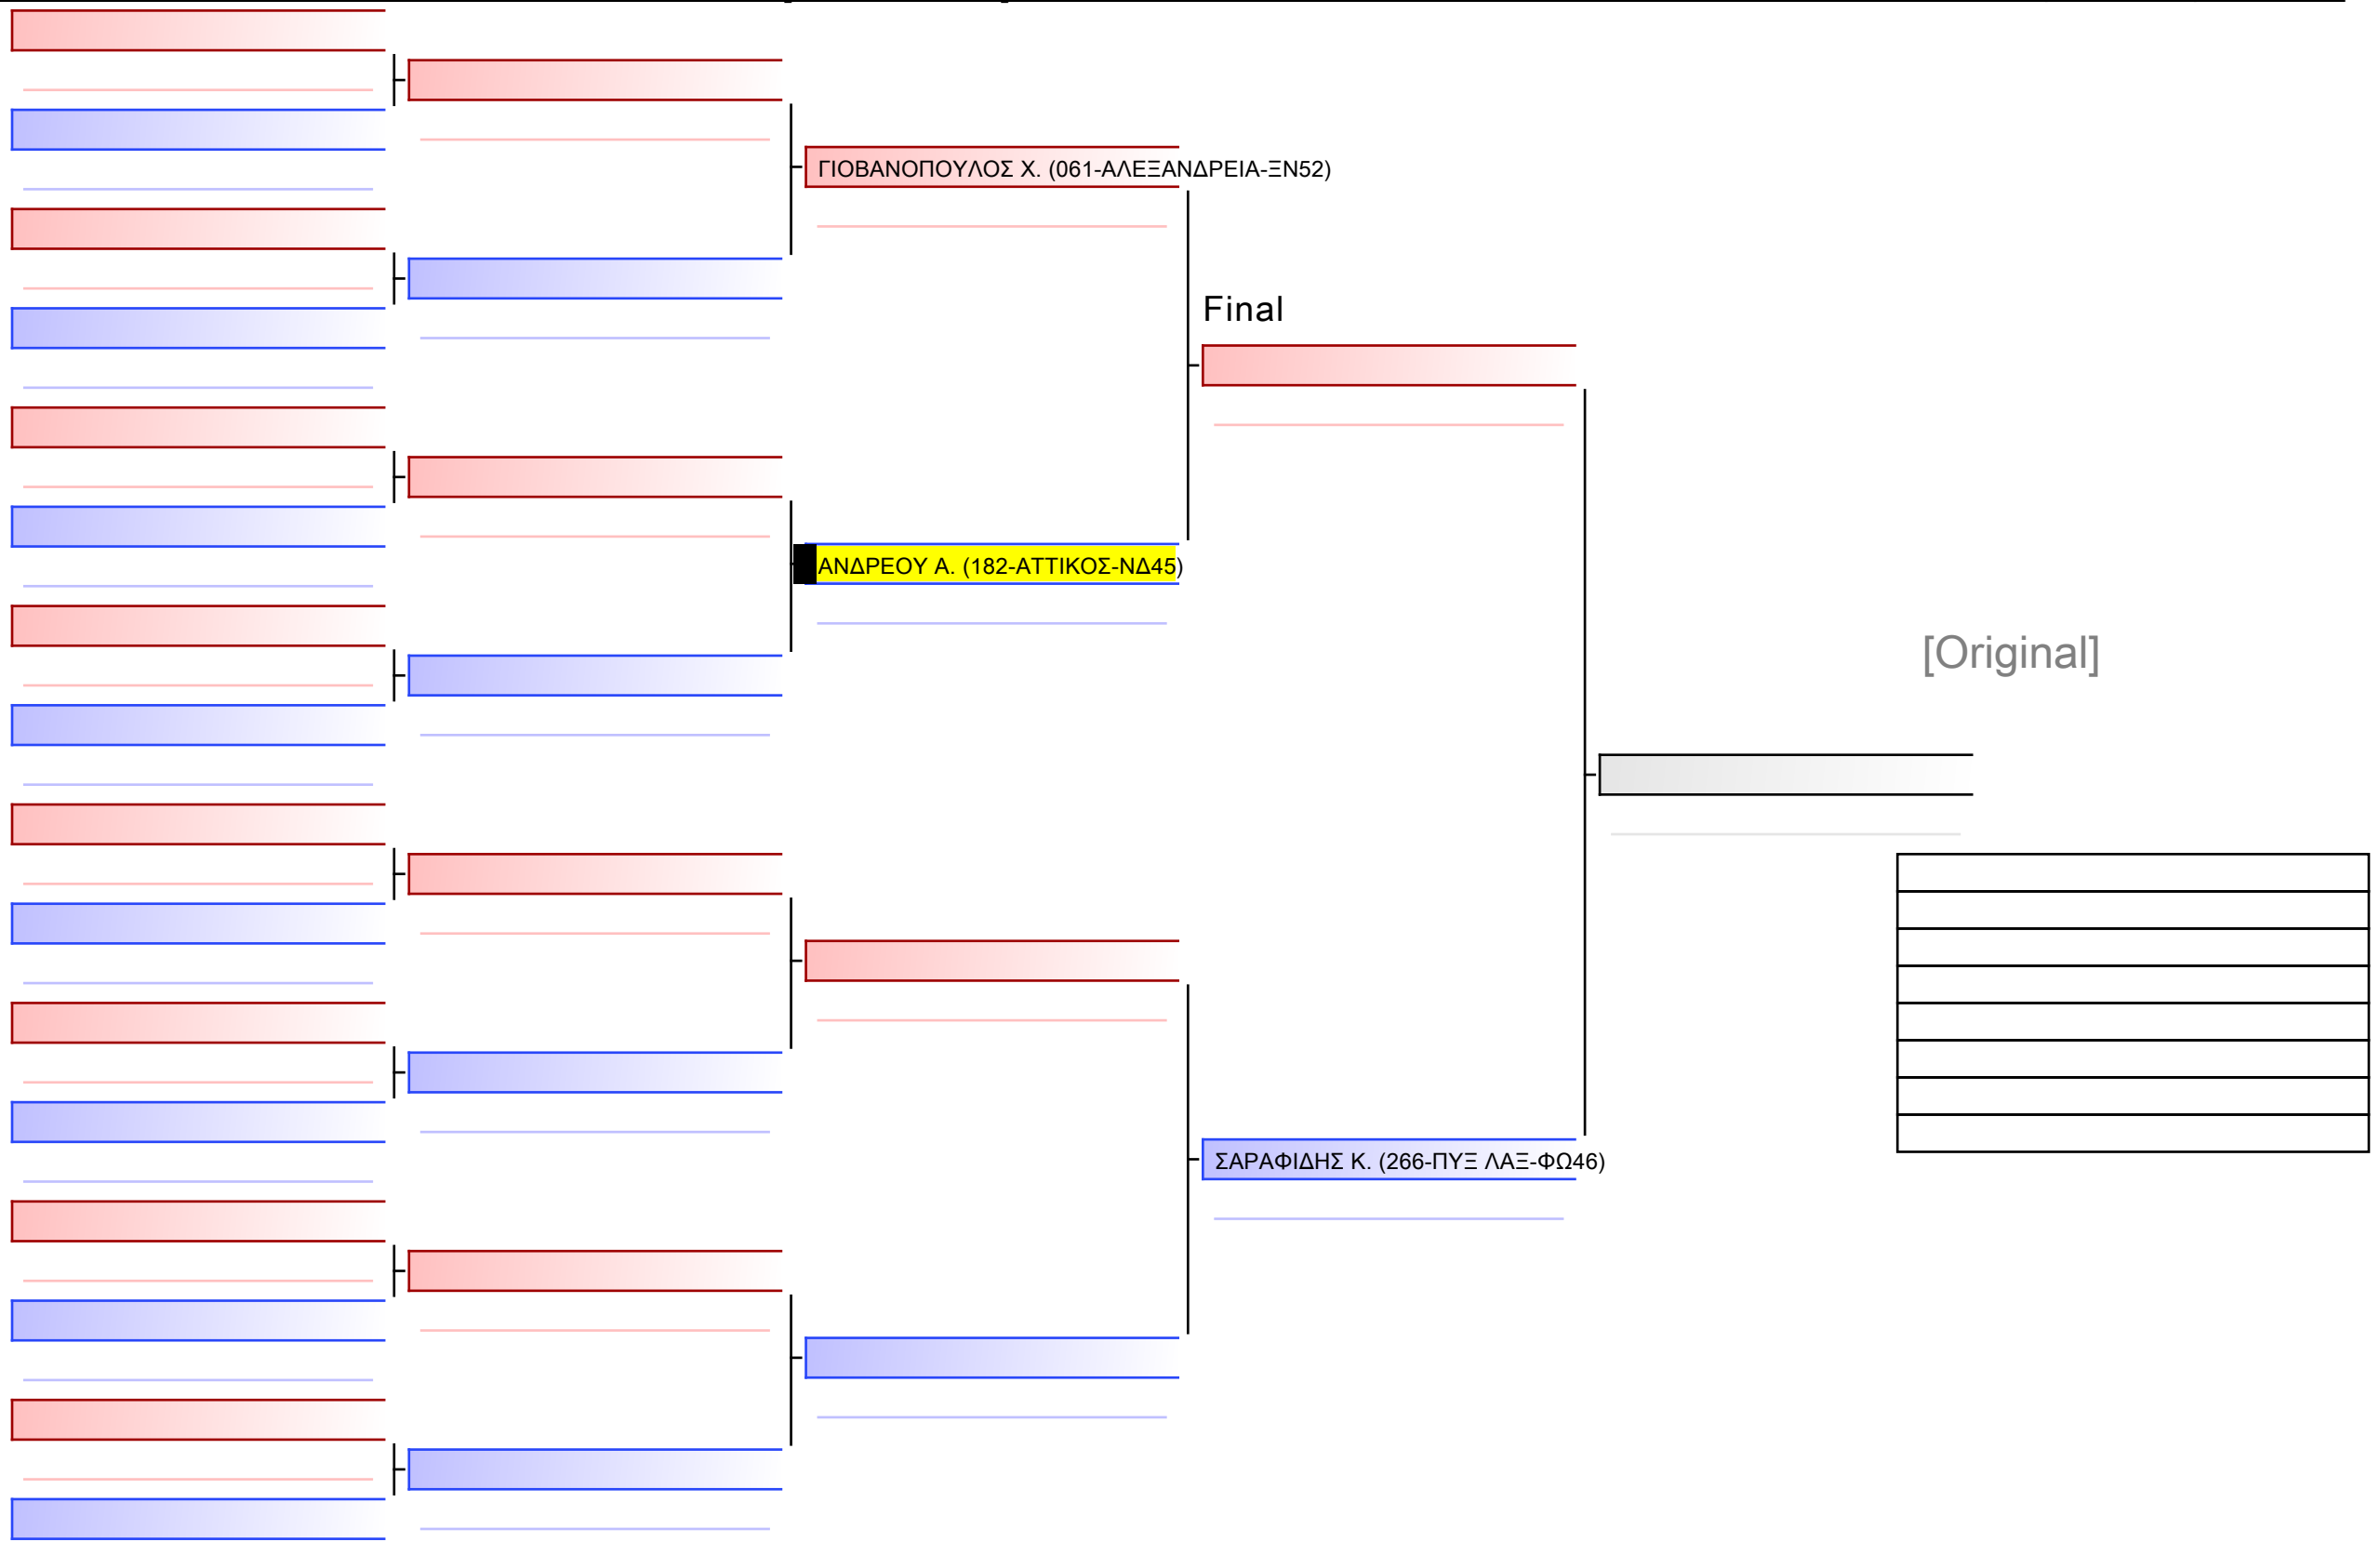 ΓΙΟΒΑΝΟΠΟΥΛΟΣ Χ. (061-ΑΛΕΞΑΝΔΡΕΙΑ-ΞΝ52)
Final
ΑΝΔΡΕΟΥ Α. (182-ΑΤΤΙΚΟΣ-ΝΔ45)
[Original]
ΣΑΡΑΦΙΔΗΣ Κ. (266-ΠΥΞ ΛΑΞ-ΦΩ46)